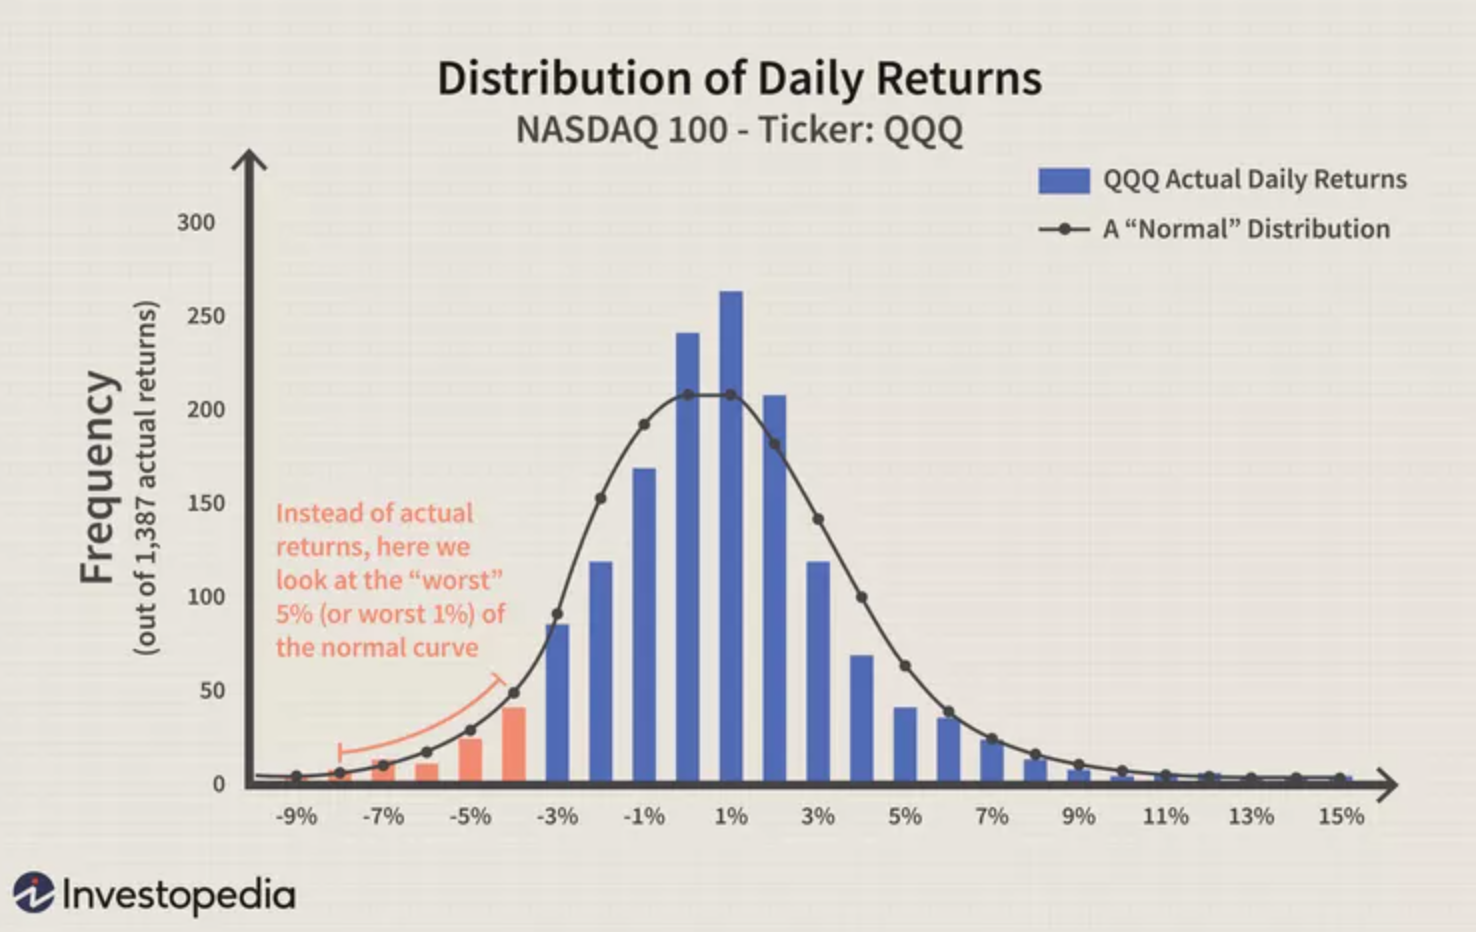 Distribution of Daily Returns
NASDAQ 100 - Ticker: QQQ
QQQ Actual Daily Returns
A “Normal” Distribution
Frequency
(out of 1,387 actual returns)
300
250
200
150
100
50
0
Instead of actual
returns, here we
look at the “worst”
5% (or worst 1%) of
the normal curve
-9% -7% -5% -3% -1% 1% 3% 5% 7% 9% 11% 13% 15%
Investopedia